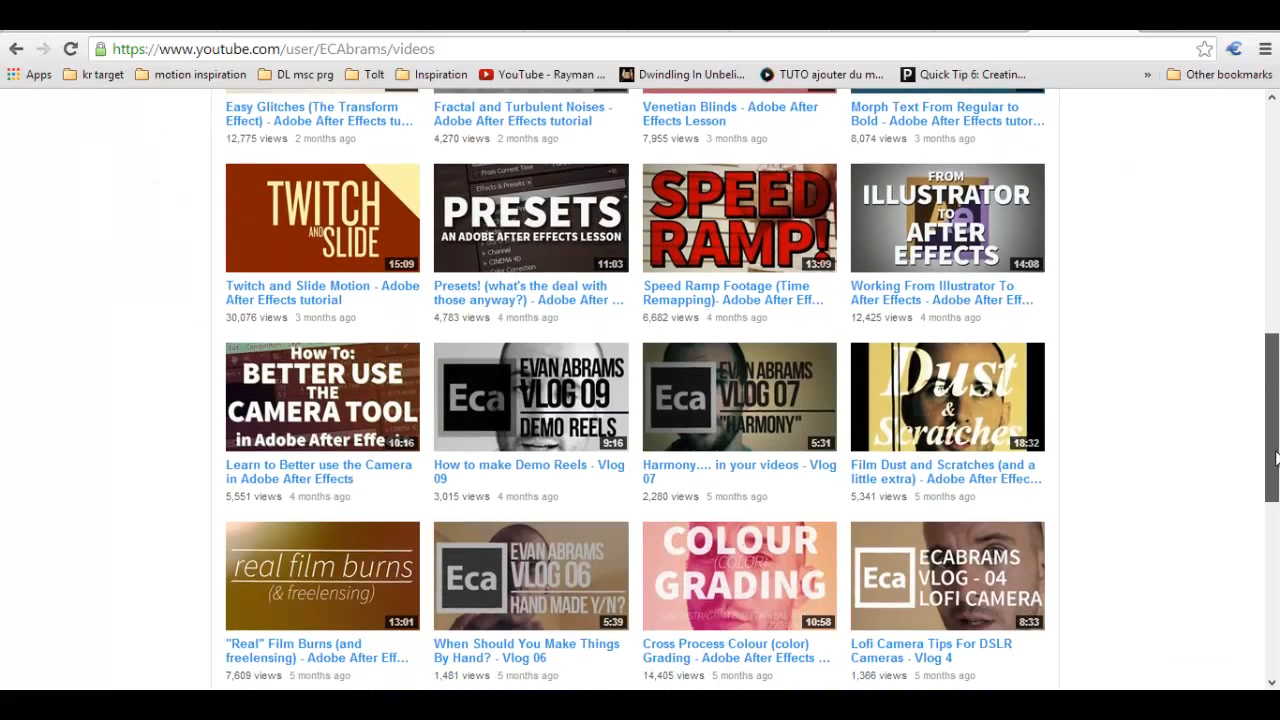 https://www.youtube.com/user/ECAbrams/videos
Apps kr target motion inspiration DL msc prg Tolt Inspiration YouTube - Rayman ... Dwindling In Unbeli... TUTO ajouter du m... Quick Tip 6: Creatin... » Other bookmarks
Easy Glitches (The Transform
Effect) - Adobe After Effects tu...
12,775 views 2 months ago
Fractal and Turbulent Noises -
Adobe After Effects tutorial
4,270 views 2 months ago
Venetian Blinds - Adobe After
Effects Lesson
7,955 views 3 months ago
Morph Text From Regular to
Bold - Adobe After Effects tutor...
8,074 views 3 months ago
TWITCH
AND
SLIDE
15:09
Twitch and Slide Motion - Adobe
After Effects tutorial
30,076 views 3 months ago
From Current Time
Effects & Presets
PRESETS
AN ADOBE AFTER EFFECTS LESSON
Channel
CINEMA 4D
Color Correction
11:03
Presets! (what's the deal with
those anyway?) - Adobe After ...
4,783 views 4 months ago
SPEED
RAMP!
13:09
Speed Ramp Footage (Time
Remapping)- Adobe After Eff...
6,682 views 4 months ago
FROM
ILLUSTRATOR
TO
AFTER
EFFECTS
14:08
Working From Illustrator To
After Effects - Adobe After Eff...
12,425 views 4 months ago
How To:
BETTER USE
THE
CAMERA TOOL
in Adobe After Effe
10:16
Learn to Better use the Camera
in Adobe After Effects
5,551 views 4 months ago
Eca
EVAN ABRAMS
VLOG 09
DEMO REELS
9:16
How to make Demo Reels - Vlog
09
3,015 views 4 months ago
Eca
EVAN ABRAMS
VLOG 07
"HARMONY"
5:31
Harmony.... in your videos - Vlog
07
2,280 views 5 months ago
Dust
&
Scratches
18:32
Film Dust and Scratches (and a
little extra) - Adobe After Effec...
5,341 views 5 months ago
real film burns
(& freelensing)
13:01
"Real" Film Burns (and
freelensing) - Adobe After Eff...
7,609 views 5 months ago
Eca
EVAN ABRAMS
VLOG 06
HAND MADE Y/N?
5:39
When Should You Make Things
By Hand? - Vlog 06
1,481 views 5 months ago
COLOUR
(COLOR)
GRADING
10:58
Cross Process Colour (color)
Grading - Adobe After Effects ...
14,405 views 5 months ago
Eca
ECABRAMS
VLOG - 04
LOFI CAMERA
8:33
Lofi Camera Tips For DSLR
Cameras - Vlog 4
1,366 views 5 months ago